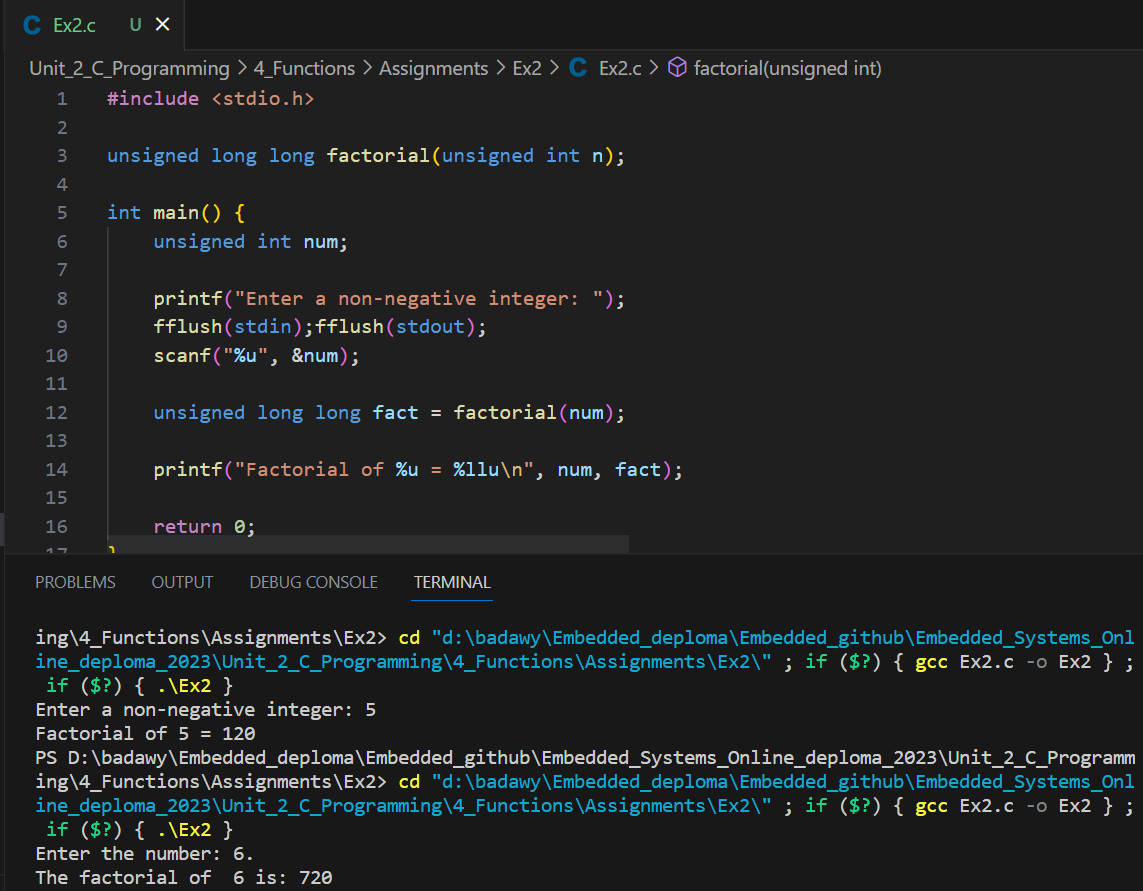 Ex2.c U
Unit_2_C_Programming > 4_Functions > Assignments > Ex2 > C Ex2.c > factorial(unsigned int)
1 #include <stdio.h>
2
3 unsigned long long factorial(unsigned int n);
4
5 int main() {
6 unsigned int num;
7
8 printf("Enter a non-negative integer: ");
9 fflush(stdin);fflush(stdout);
10 scanf("%u", &num);
11
12 unsigned long long fact = factorial(num);
13
14 printf("Factorial of %u = %llu\n", num, fact);
15
16 return 0;
17 }
PROBLEMS OUTPUT DEBUG CONSOLE TERMINAL
ing\4_Functions\Assignments\Ex2> cd "d:\badawy\Embedded_deploma\Embedded_github\Embedded_Systems_Onl
ine_deploma_2023\Unit_2_C_Programming\4_Functions\Assignments\Ex2\" ; if ($?) { gcc Ex2.c -o Ex2 } ;
if ($?) { .\Ex2 }
Enter a non-negative integer: 5
Factorial of 5 = 120
PS D:\badawy\Embedded_deploma\Embedded_github\Embedded_Systems_Online_deploma_2023\Unit_2_C_Programm
ing\4_Functions\Assignments\Ex2> cd "d:\badawy\Embedded_deploma\Embedded_github\Embedded_Systems_Onl
ine_deploma_2023\Unit_2_C_Programming\4_Functions\Assignments\Ex2\" ; if ($?) { gcc Ex2.c -o Ex2 } ;
if ($?) { .\Ex2 }
Enter the number: 6.
The factorial of  6 is: 720